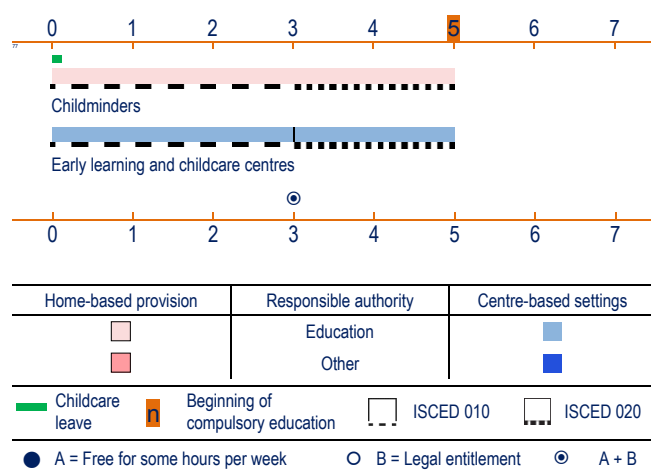 0 1 2 3 4 5 6 7
77
Childminders
Early learning and childcare centres
0 1 2 3 4 5 6 7
Home-based provision Responsible authority Centre-based settings
Education
Other
Childcare leave
n Beginning of compulsory education
ISCED 010
ISCED 020
A = Free for some hours per week B = Legal entitlement A + B